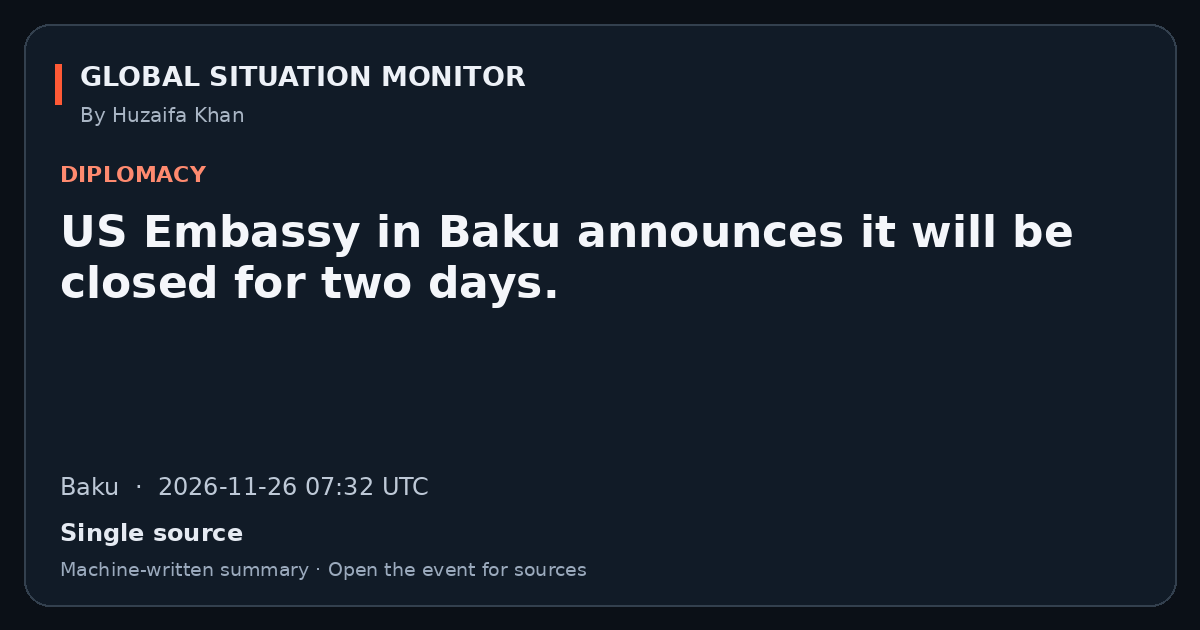 GLOBAL SITUATION MONITOR
By Huzaifa Khan
DIPLOMACY
US Embassy in Baku announces it will be
closed for two days.
Baku · 2026-11-26 07:32 UTC
Single source
Machine-written summary · Open the event for sources